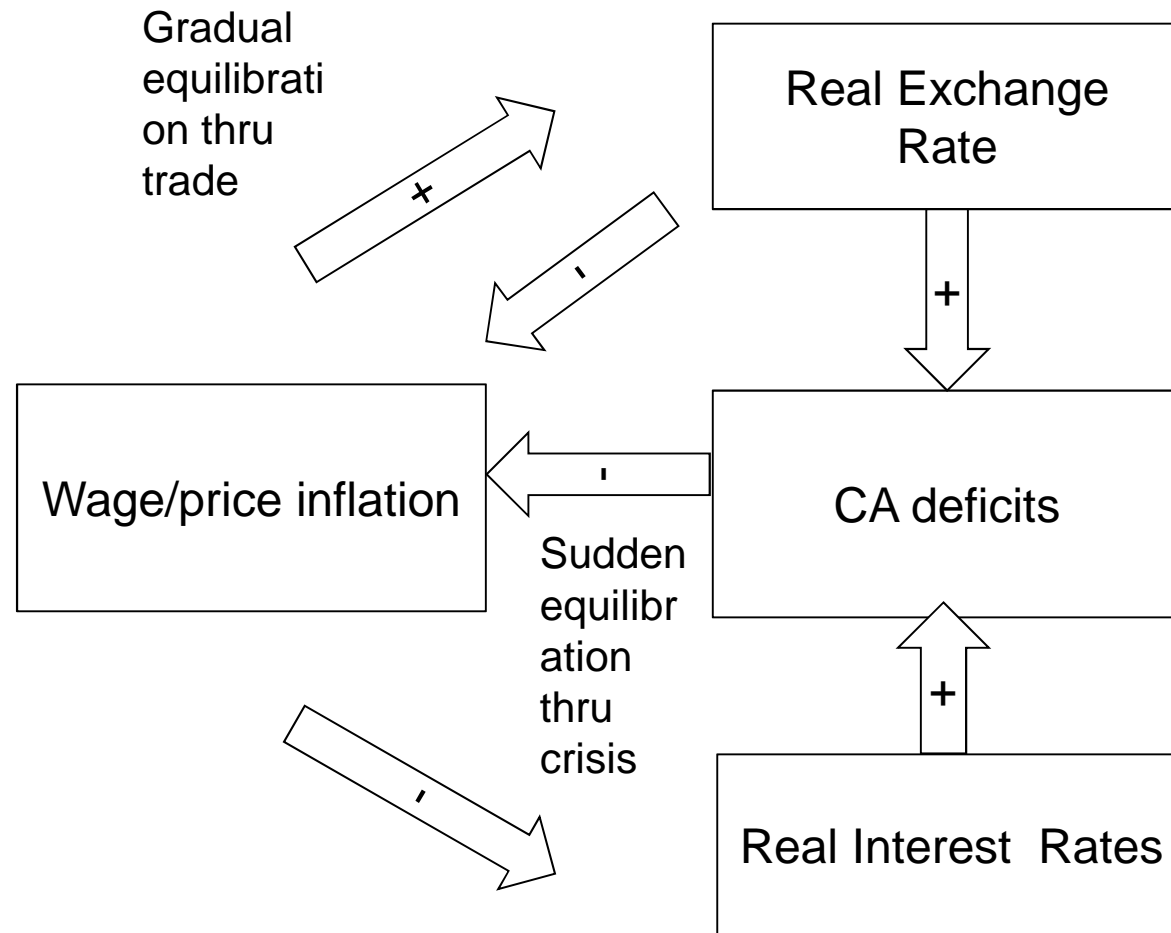 Gradual
equilibrati
on thru
trade
Real Exchange
Rate
+
-
+
Wage/price inflation
-
CA deficits
Sudden
equilibr
ation
thru
crisis
+
-
Real Interest Rates